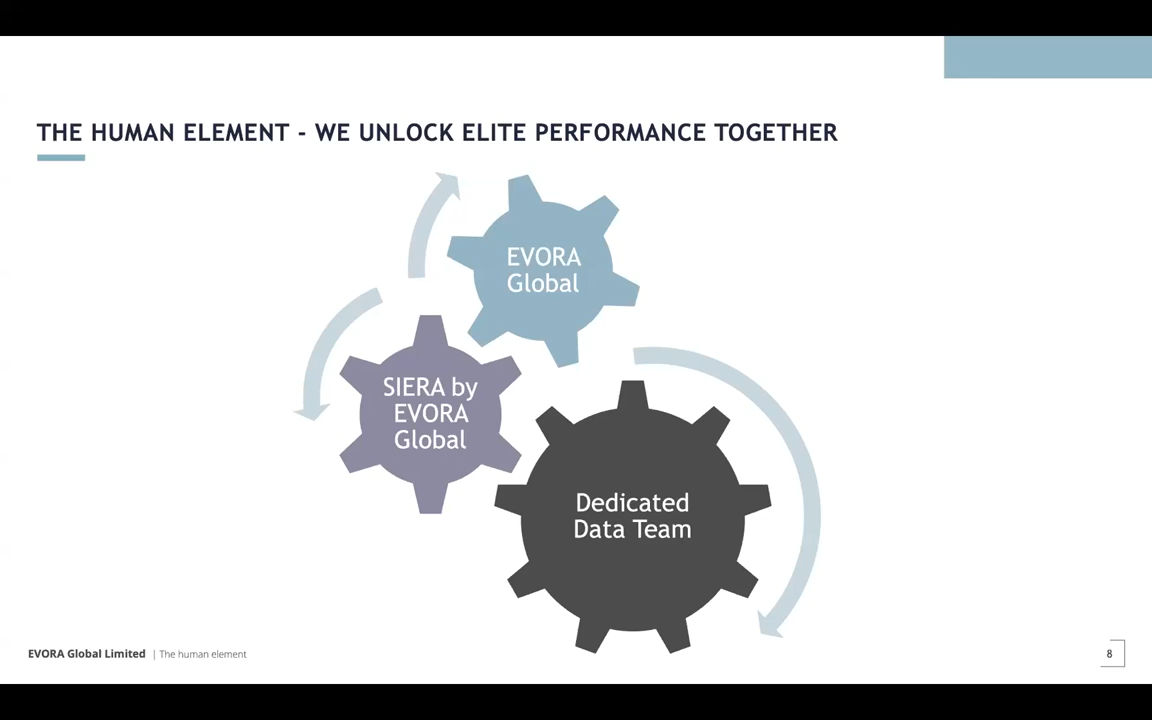 THE HUMAN ELEMENT - WE UNLOCK ELITE PERFORMANCE TOGETHER
EVORA
Global
SIERA by
EVORA
Global
Dedicated
Data Team
EVORA Global Limited | The human element
8